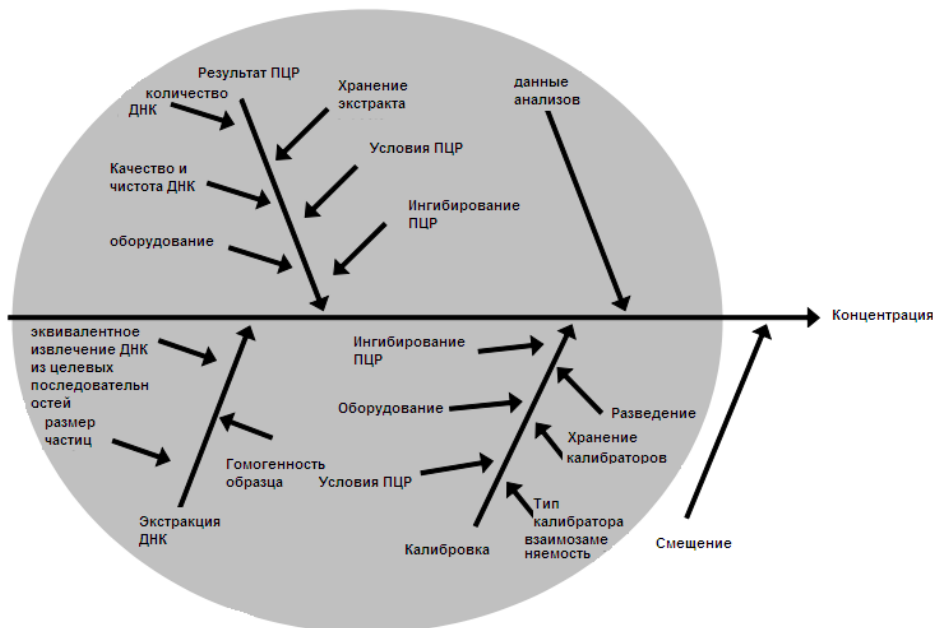 Результат ПЦР
количество
ДНК
Хранение
экстракта
данные
анализов
Условия ПЦР
Качество и
чистота ДНК
Ингибирование
ПЦР
оборудование
Концентрация
эквивалентное
извлечение ДНК
из целевых
последовательн
остей
размер
частиц
Гомогенность
образца
Экстракция
ДНК
Ингибирование
ПЦР
Оборудование
Разведение
Хранение
калибраторов
Условия ПЦР
Тип
калибратора
взаимозаме
няемость
Калибровка
Смещение